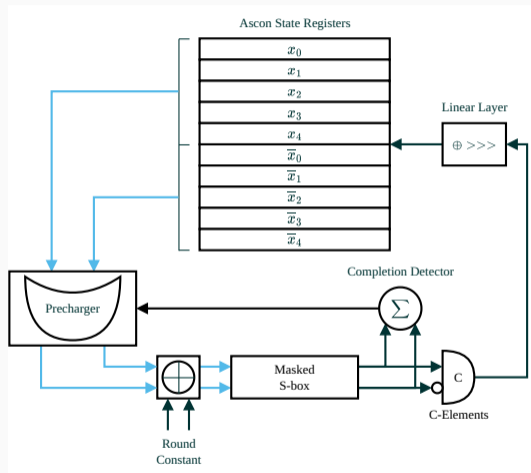 Ascon State Registers
x₀
x₁
x₂
x₃
x₄
x̅₀
x̅₁
x̅₂
x̅₃
x̅₄
Linear Layer
⊕ >>>
Completion Detector
Precharger
∑
Masked
S-box
C
C-Elements
Round
Constant